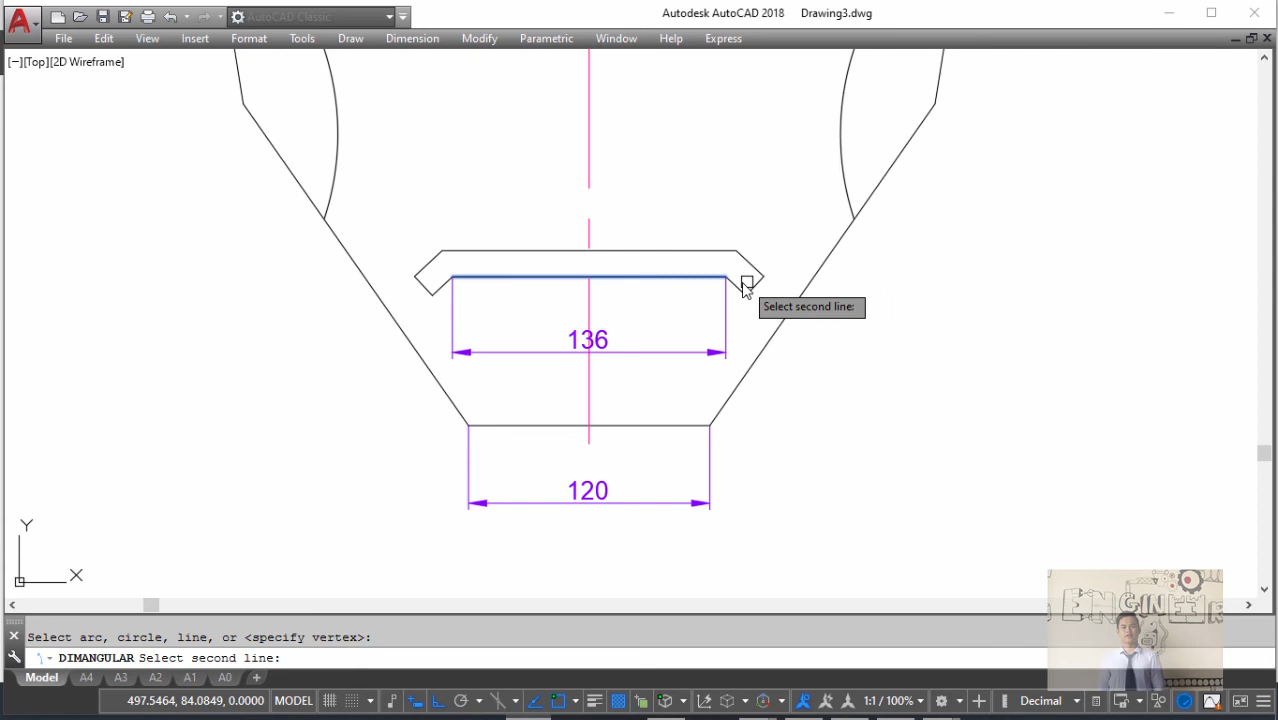 AutoCAD Classic
Autodesk AutoCAD 2018 Drawing3.dwg
File Edit View Insert Format Tools Draw Dimension Modify Parametric Window Help Express
[−][Top][2D Wireframe]
Select second line:
136
120
Y
X
ENGINEER
Select arc, circle, line, or <specify vertex>:
DIMANGULAR Select second line:
Model A4 A3 A2 A1 A0 +
497.5464, 84.0849, 0.0000 MODEL 1:1 / 100% Decimal